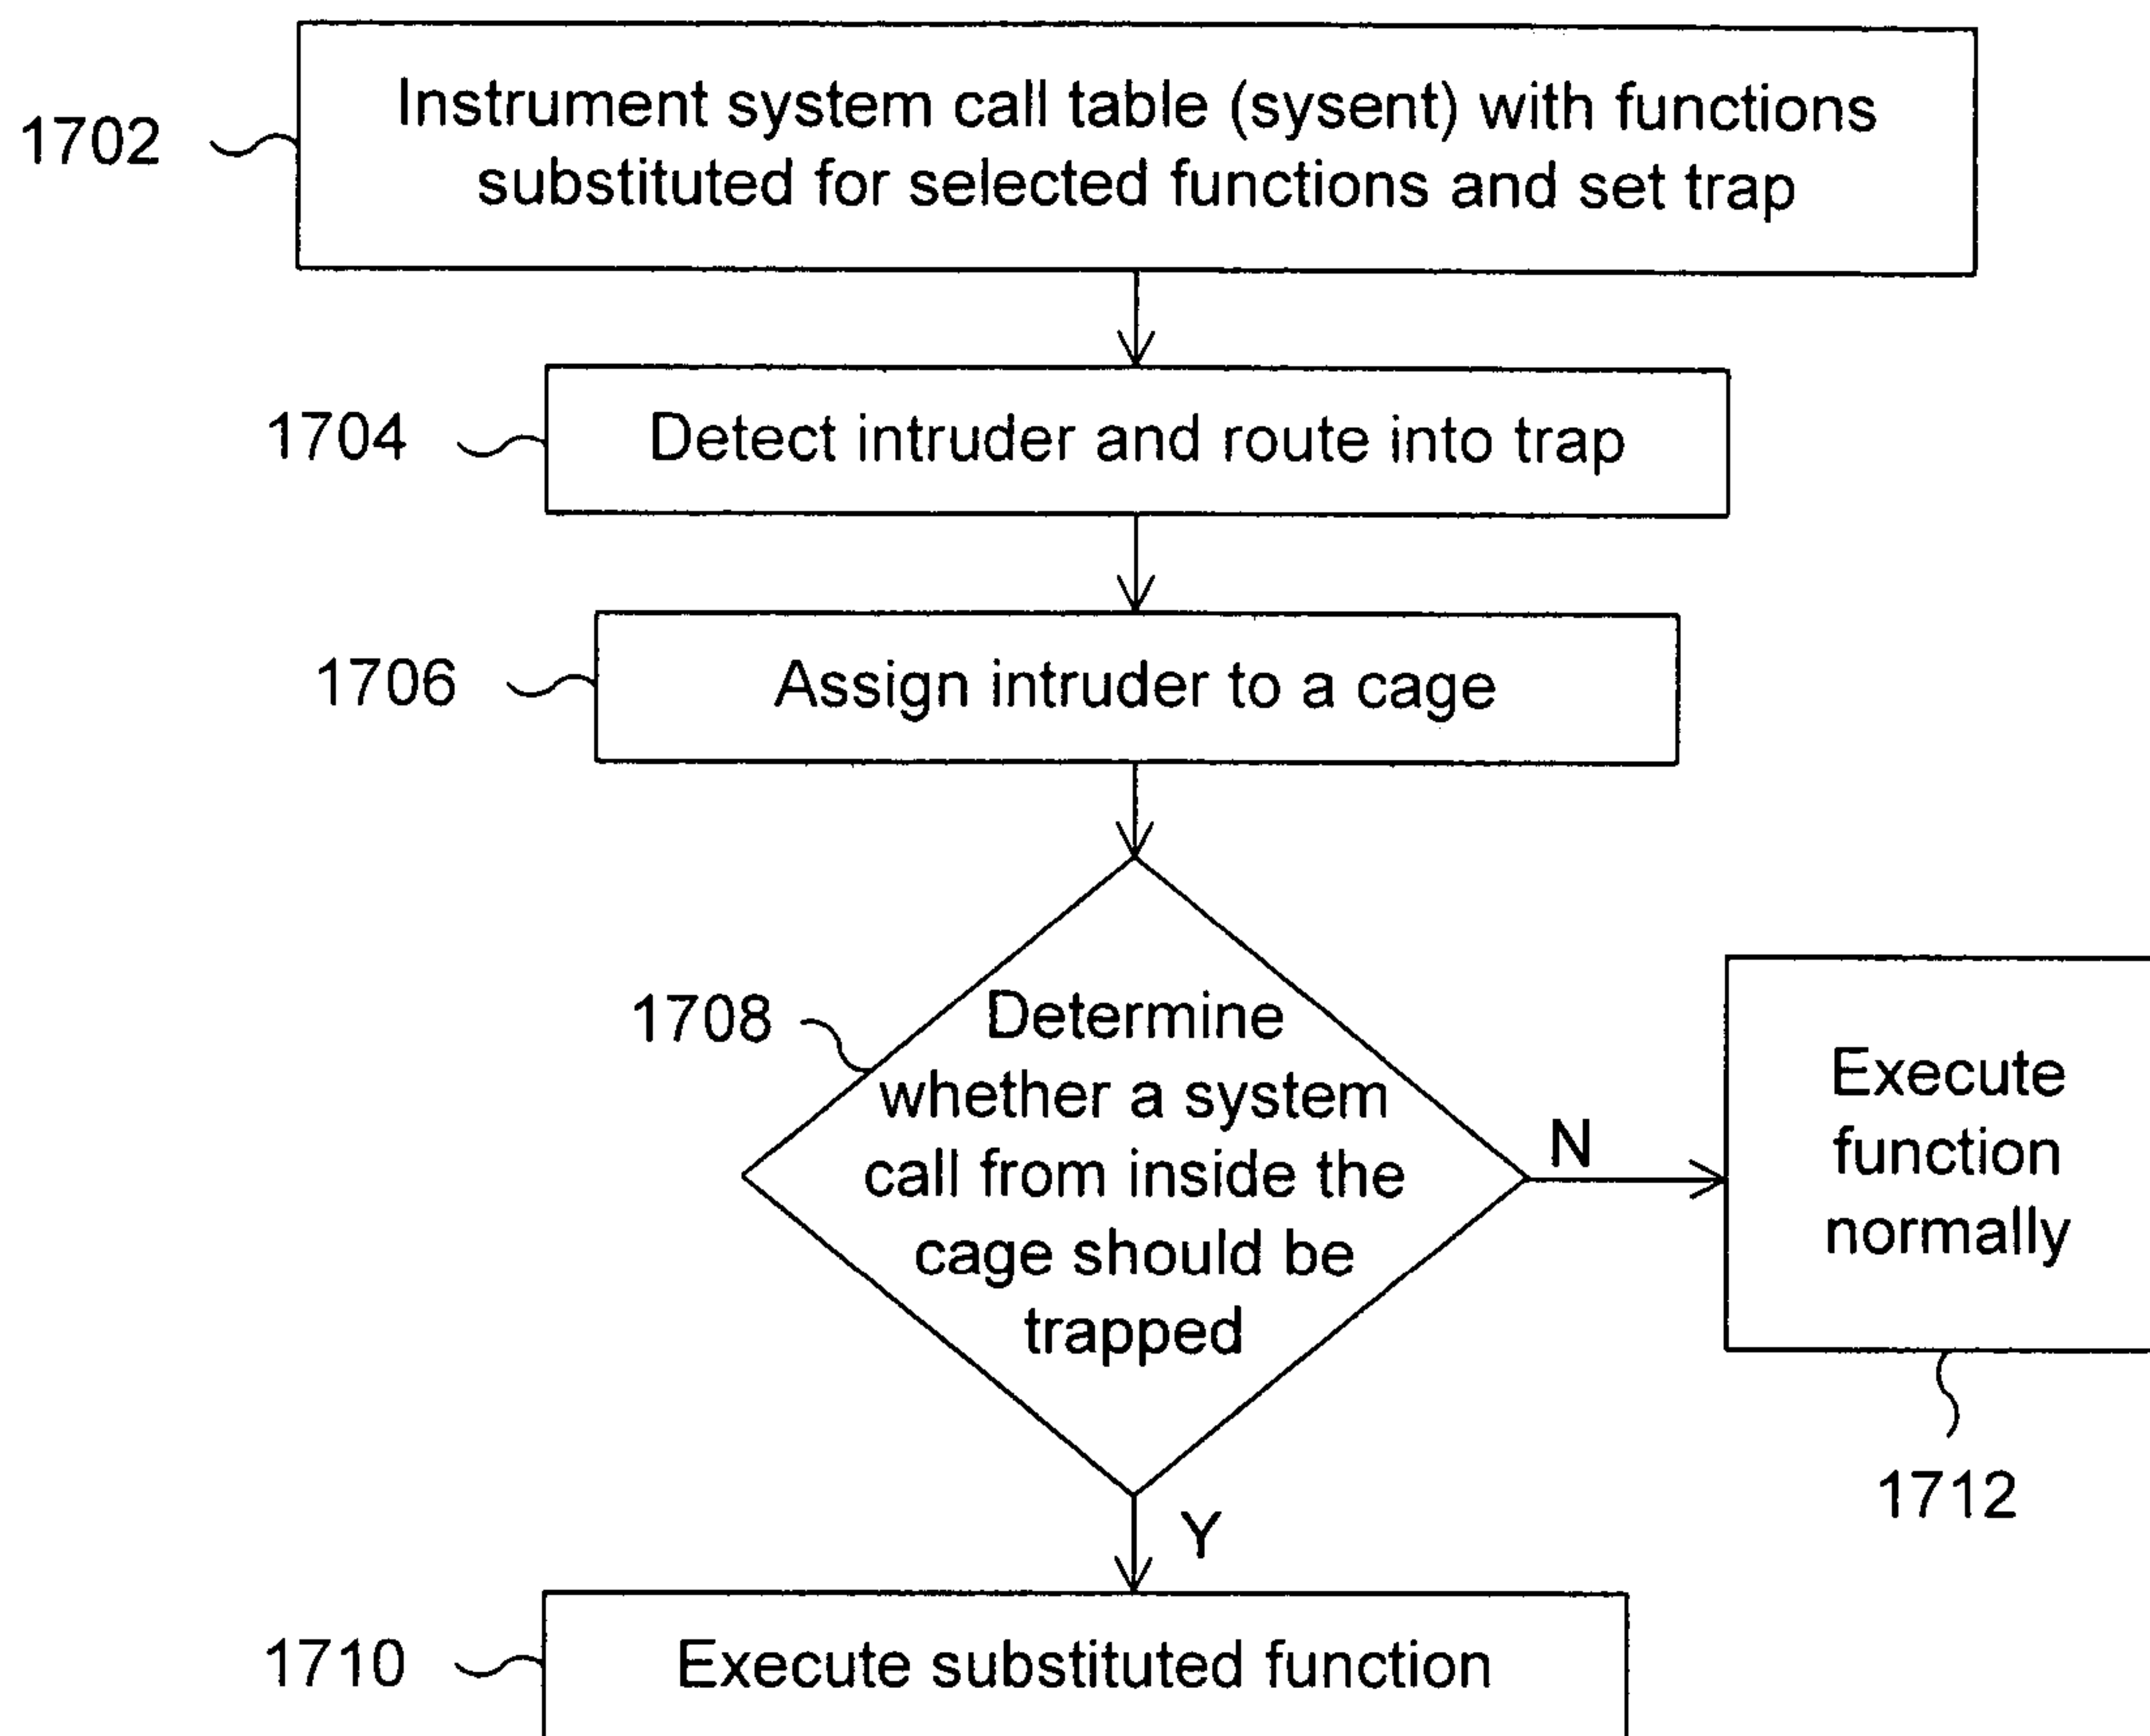 1702
Instrument system call table (sysent) with functions
substituted for selected functions and set trap
1704
Detect intruder and route into trap
1706
Assign intruder to a cage
1708
Determine
whether a system
call from inside the
cage should be
trapped
N
Execute
function
normally
1712
Y
1710
Execute substituted function